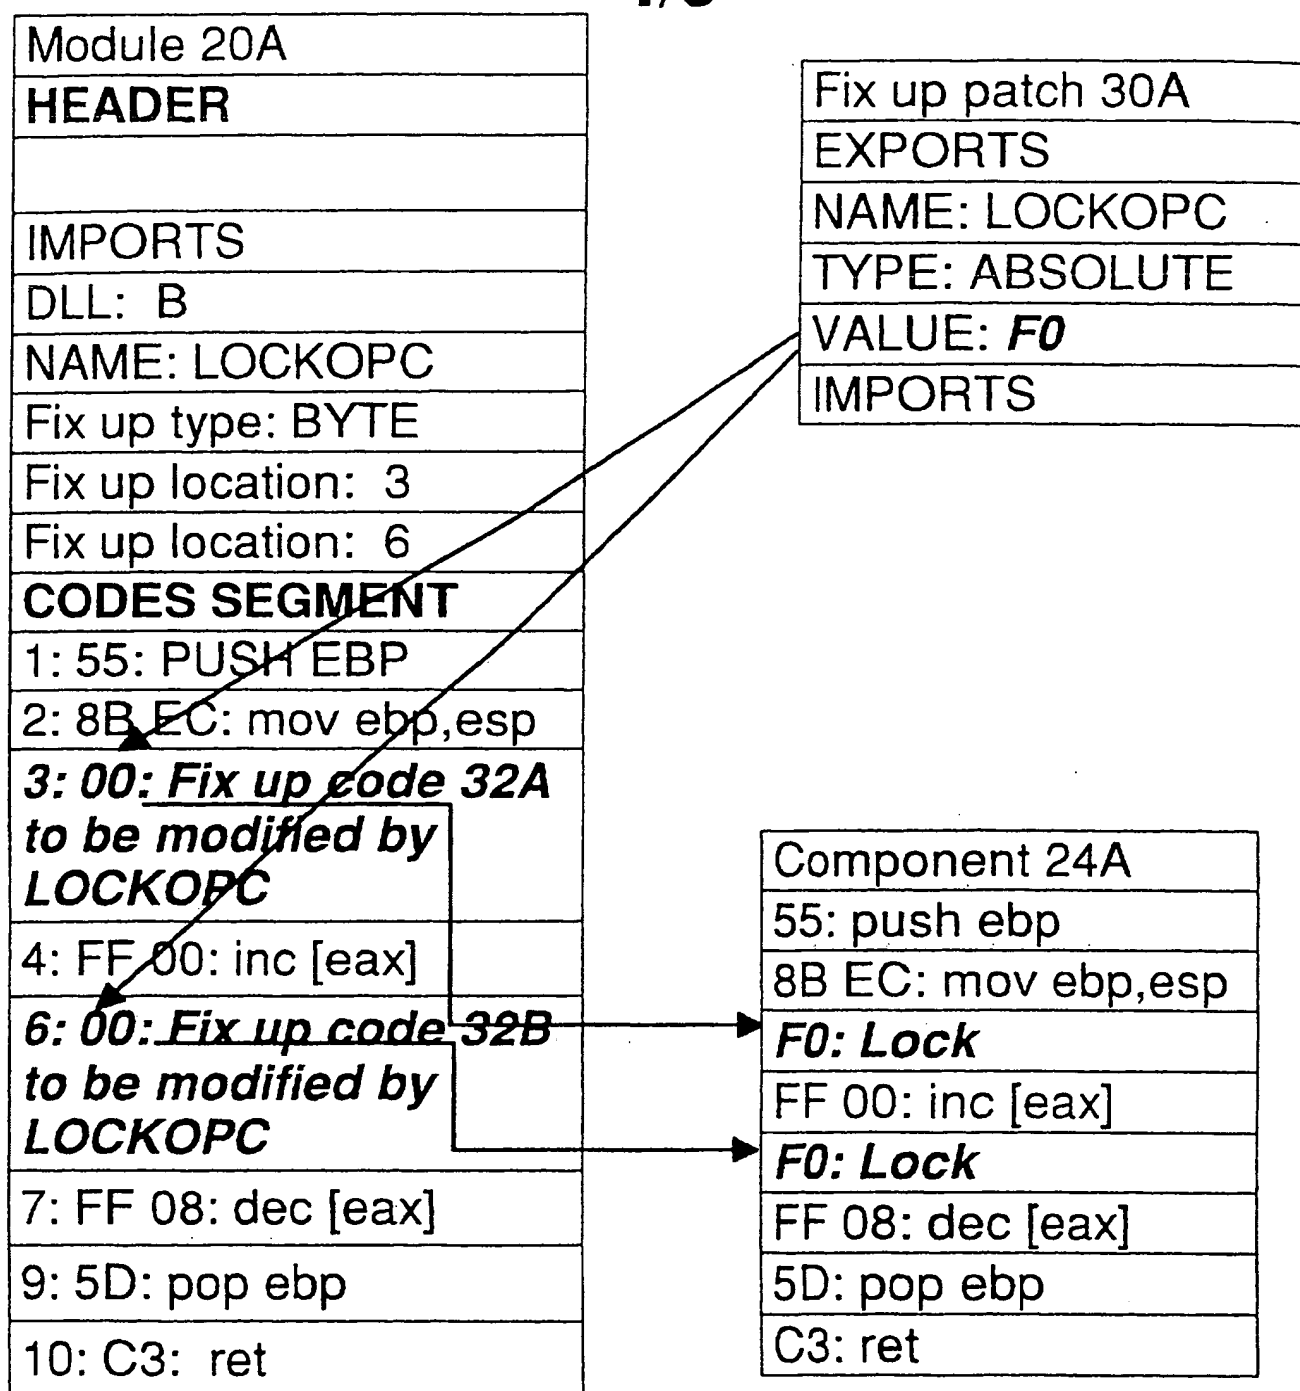 Module 20A
HEADER
IMPORTS
DLL: B
NAME: LOCKOPC
Fix up type: BYTE
Fix up location: 3
Fix up location: 6
CODES SEGMENT
1: 55: PUSH EBP
2: 8B EC: mov ebp,esp
3: 00: Fix up code 32A
to be modified by
LOCKOPC
4: FF 00: inc [eax]
6: 00: Fix up code 32B
to be modified by
LOCKOPC
7: FF 08: dec [eax]
9: 5D: pop ebp
10: C3: ret
Fix up patch 30A
EXPORTS
NAME: LOCKOPC
TYPE: ABSOLUTE
VALUE: F0
IMPORTS
Component 24A
55: push ebp
8B EC: mov ebp,esp
F0: Lock
FF 00: inc [eax]
F0: Lock
FF 08: dec [eax]
5D: pop ebp
C3: ret